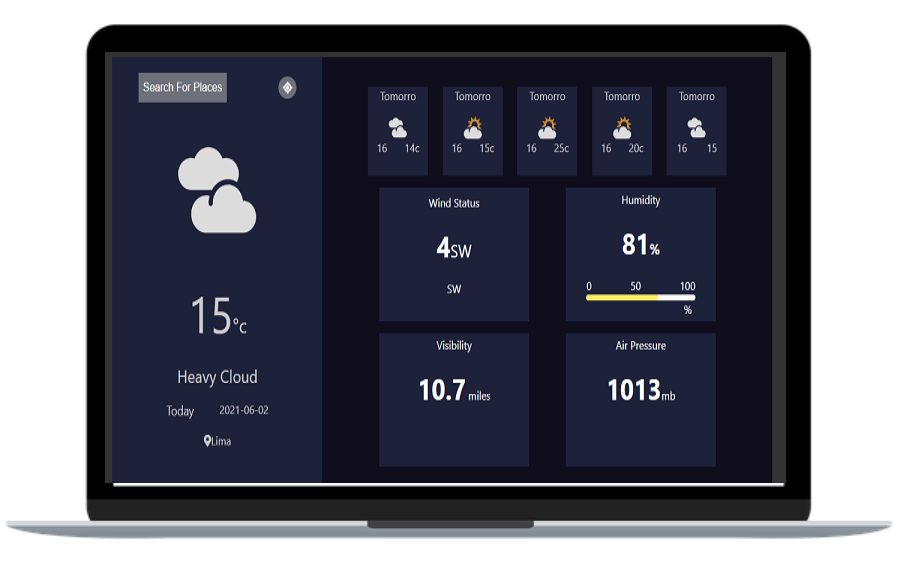 Search For Places
15°c
Heavy Cloud
Today 2021-06-02
Lima
Tomorro
16 14c
Tomorro
16 15c
Tomorro
16 25c
Tomorro
16 20c
Tomorro
16 15
Wind Status
4SW
SW
Humidity
81%
0 50 100
%
Visibility
10.7 miles
Air Pressure
1013mb